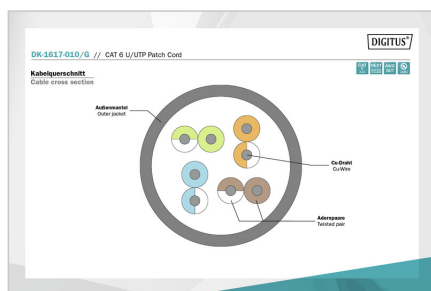 DIGITUS®
DK-1617-010/G // CAT 6 U/UTP Patch Cord
Kabelquerschnitt
Cable cross section
Außenmantel
Outer jacket
Cu-Draht
Cu-Wire
Adernpaare
Twisted pair